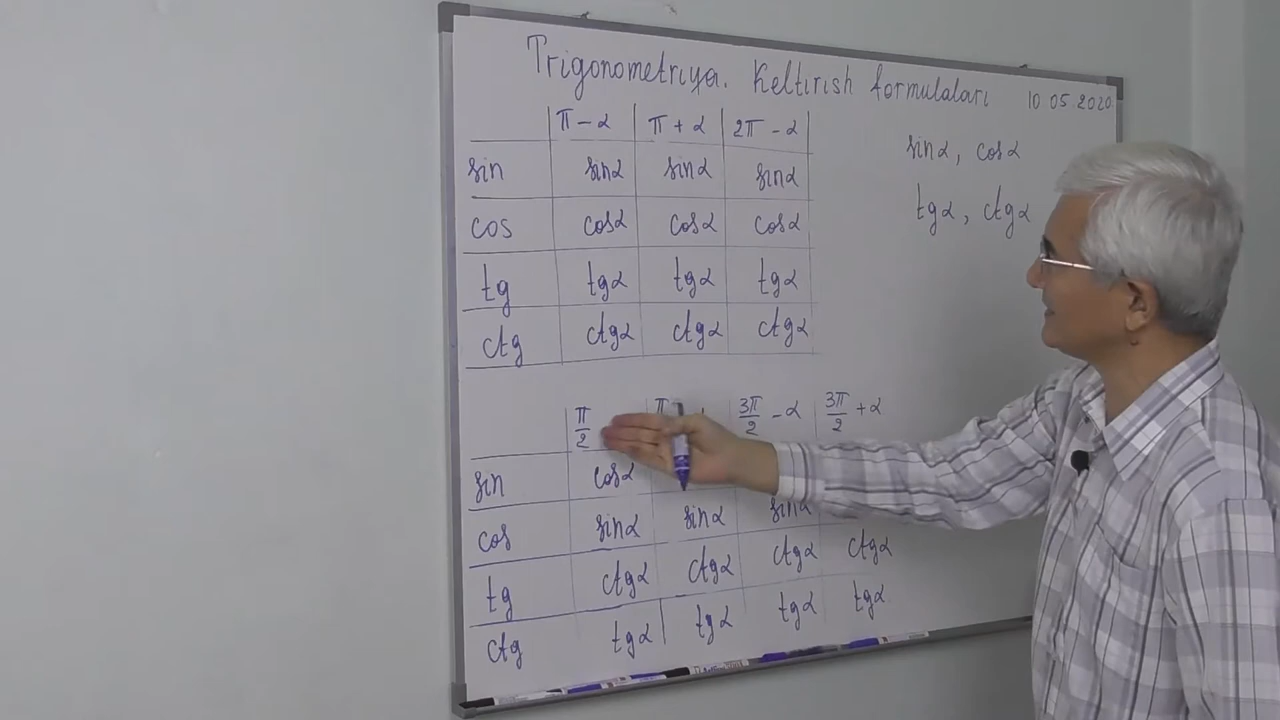 Trigonometriya. Keltirish formulalari 10.05.2020
π - α π + α 2π - α
sin sinα sinα sinα
cos cosα cosα cosα
tg tgα tgα tgα
ctg ctgα ctgα ctgα
sinα, cosα
tgα, ctgα
π/2 π 3π/2 - α 3π/2 + α
sin cosα
cos sinα sinα sinα
tg ctgα ctgα ctgα ctgα
ctg tgα tgα tgα tgα